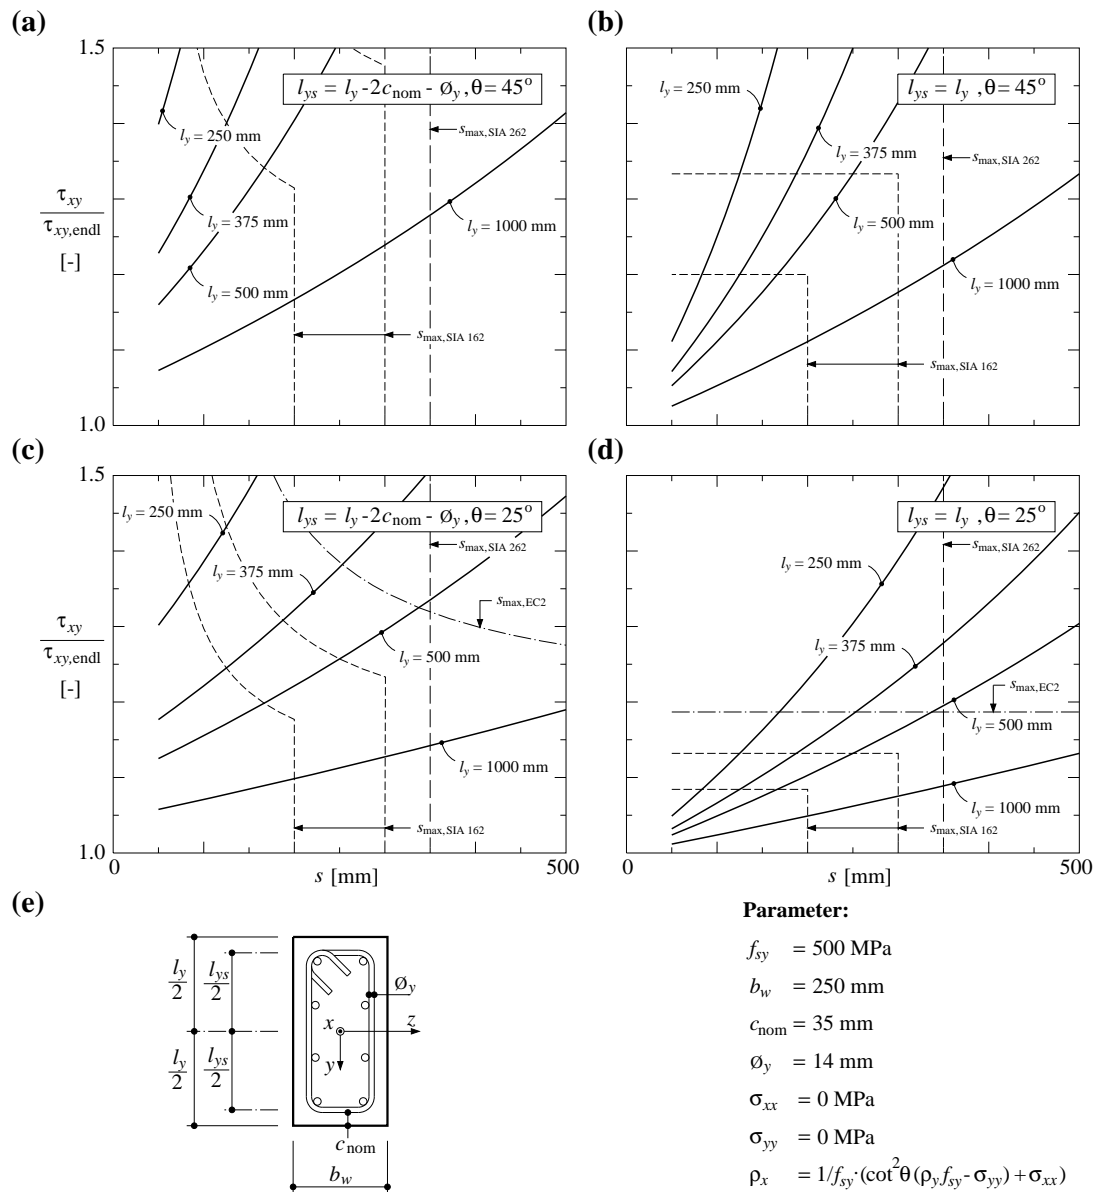 (a)
(b)
1.5
l_ys = l_y - 2c_nom - Ø_y , θ = 45°
l_ys = l_y , θ = 45°
l_y = 250 mm
l_y = 375 mm
l_y = 500 mm
l_y = 1000 mm
s_max,SIA 262
s_max,SIA 162
l_y = 250 mm
l_y = 375 mm
l_y = 500 mm
l_y = 1000 mm
s_max,SIA 262
s_max,SIA 162
τ_xy
τ_xy,endl
[-]
1.0
(c)
(d)
1.5
l_ys = l_y - 2c_nom - Ø_y , θ = 25°
l_ys = l_y , θ = 25°
l_y = 250 mm
l_y = 375 mm
l_y = 500 mm
l_y = 1000 mm
s_max,SIA 262
s_max,EC2
s_max,SIA 162
l_y = 250 mm
l_y = 375 mm
l_y = 500 mm
l_y = 1000 mm
s_max,SIA 262
s_max,EC2
s_max,SIA 162
τ_xy
τ_xy,endl
[-]
1.0
0 s [mm] 500
0 s [mm] 500
(e)
l_y
2
l_ys
2
l_y
2
l_ys
2
Ø_y
x
z
y
c_nom
b_w
Parameter:
f_sy = 500 MPa
b_w = 250 mm
c_nom = 35 mm
Ø_y = 14 mm
σ_xx = 0 MPa
σ_yy = 0 MPa
ρ_x = 1/f_sy·(cot²θ(ρ_y f_sy - σ_yy) + σ_xx)